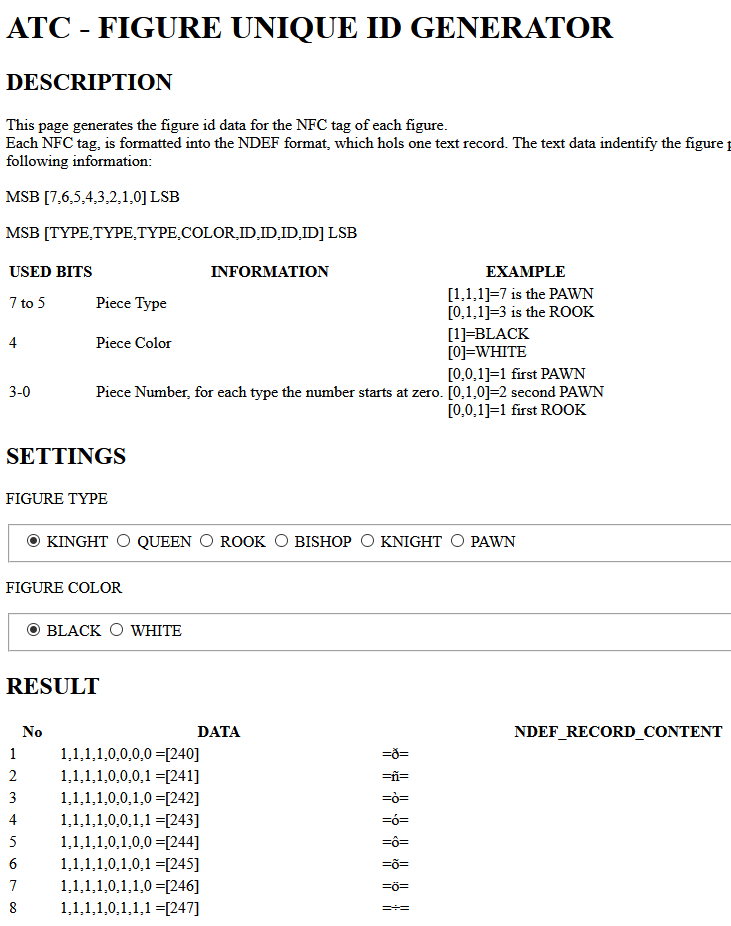 ATC - FIGURE UNIQUE ID GENERATOR
DESCRIPTION
This page generates the figure id data for the NFC tag of each figure.
Each NFC tag, is formatted into the NDEF format, which hols one text record. The text data indentify the figure
following information:
MSB [7,6,5,4,3,2,1,0] LSB
MSB [TYPE,TYPE,TYPE,COLOR,ID,ID,ID,ID] LSB
USED BITS INFORMATION EXAMPLE
7 to 5 Piece Type [1,1,1]=7 is the PAWN
[0,1,1]=3 is the ROOK
4 Piece Color [1]=BLACK
[0]=WHITE
3-0 Piece Number, for each type the number starts at zero. [0,0,1]=1 first PAWN
[0,1,0]=2 second PAWN
[0,0,1]=1 first ROOK
SETTINGS
FIGURE TYPE
KINGHT QUEEN ROOK BISHOP KNIGHT PAWN
FIGURE COLOR
BLACK WHITE
RESULT
No DATA NDEF_RECORD_CONTENT
1 1,1,1,1,0,0,0,0 =[240] =ð=
2 1,1,1,1,0,0,0,1 =[241] =ñ=
3 1,1,1,1,0,0,1,0 =[242] =ò=
4 1,1,1,1,0,0,1,1 =[243] =ó=
5 1,1,1,1,0,1,0,0 =[244] =ô=
6 1,1,1,1,0,1,0,1 =[245] =õ=
7 1,1,1,1,0,1,1,0 =[246] =ö=
8 1,1,1,1,0,1,1,1 =[247] =÷=